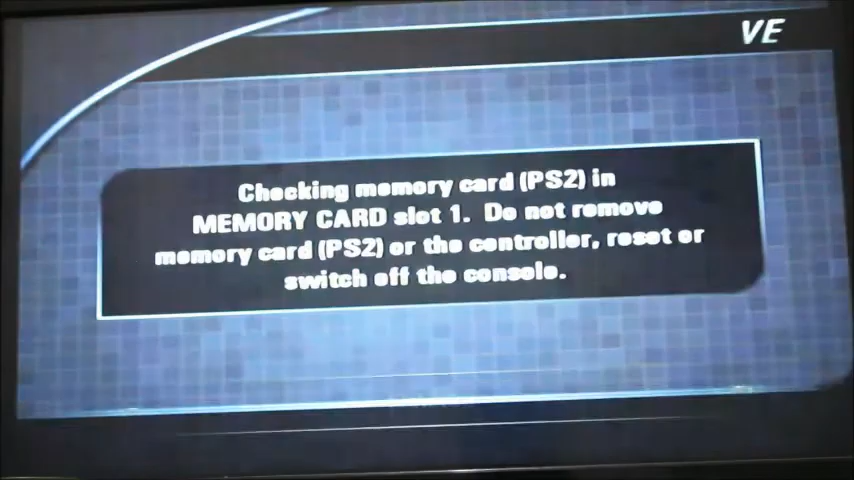 VE
Checking memory card (PS2) in
MEMORY CARD slot 1. Do not remove
memory card (PS2) or the controller, reset or
switch off the console.